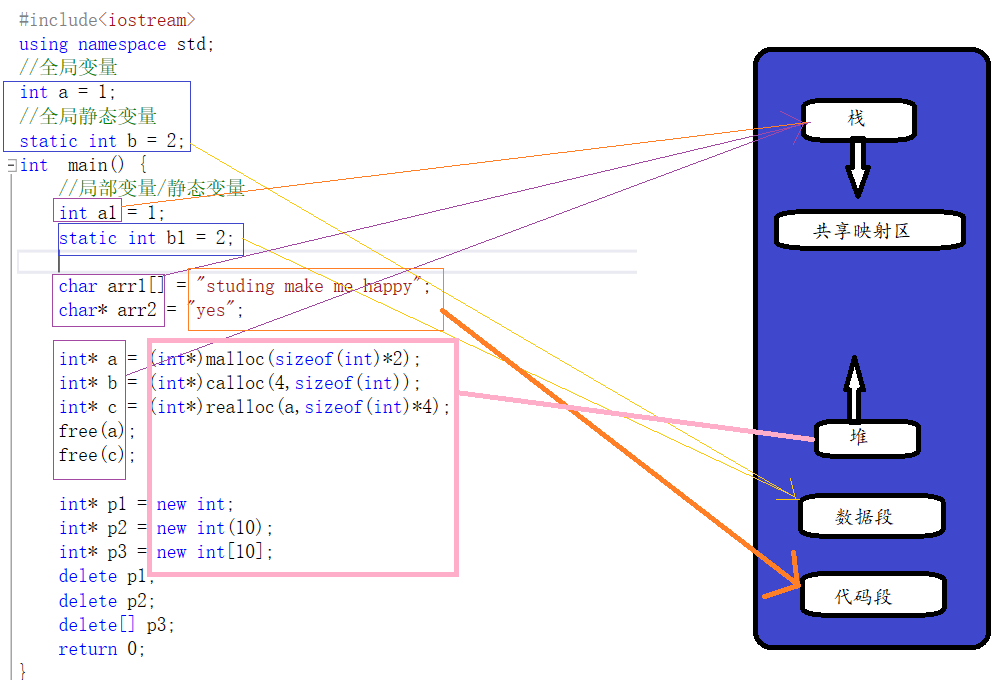 #include<iostream>
using namespace std;
//全局变量
int a = 1;
//全局静态变量
static int b = 2;
int main() {
//局部变量/静态变量
int a1 = 1;
static int b1 = 2;
char arr1[] = "studing make me happy";
char* arr2 = "yes";
int* a = (int*)malloc(sizeof(int)*2);
int* b = (int*)calloc(4,sizeof(int));
int* c = (int*)realloc(a,sizeof(int)*4);
free(a);
free(c);
int* p1 = new int;
int* p2 = new int(10);
int* p3 = new int[10];
delete p1;
delete p2;
delete[] p3;
return 0;
}
栈
共享映射区
堆
数据段
代码段